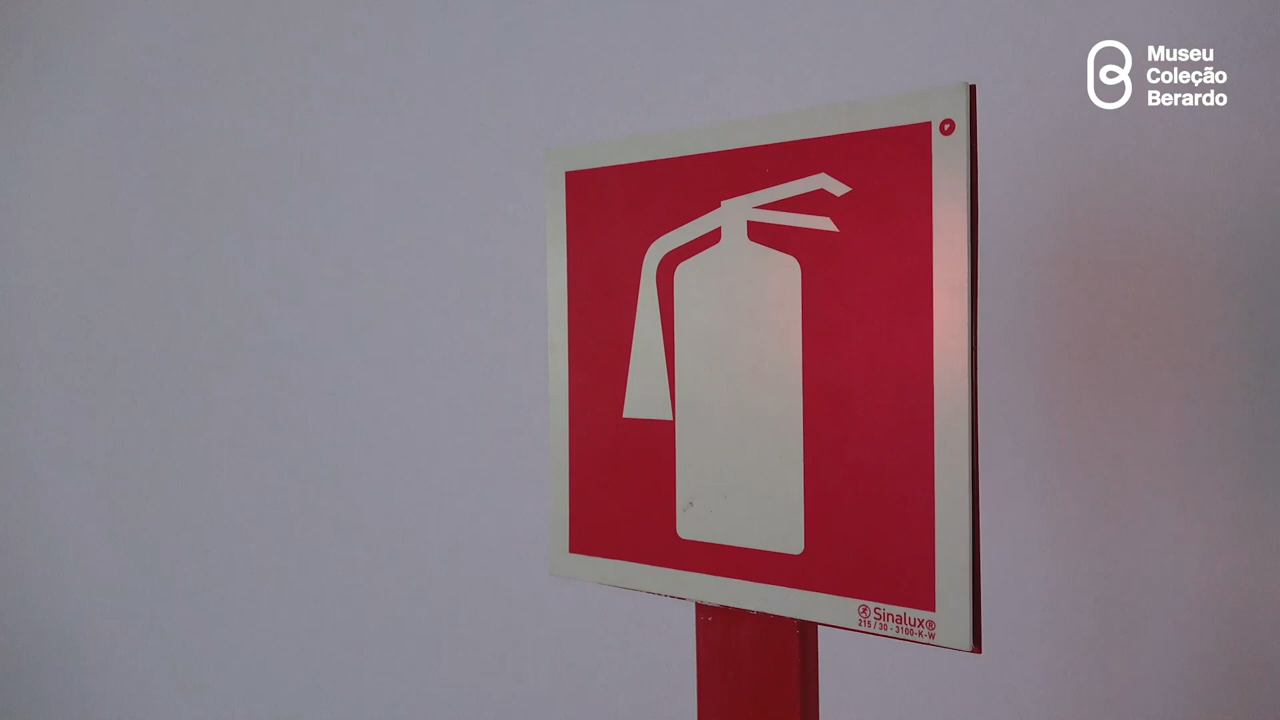 Museu
Coleção
Berardo
Sinalux®
215 / 30 - 3100-K-W